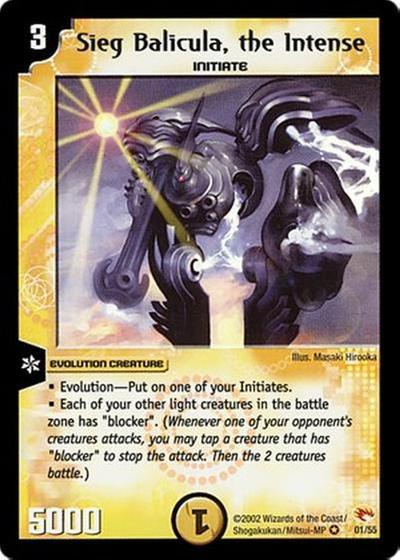 3
Sieg Balicula, the Intense
INITIATE
Illus. Masaki Hirooka
EVOLUTION CREATURE
▪ Evolution—Put on one of your Initiates.
▪ Each of your other light creatures in the battle
zone has "blocker". (Whenever one of your opponent's
creatures attacks, you may tap a creature that has
"blocker" to stop the attack. Then the 2 creatures
battle.)
5000
1
©2002 Wizards of the Coast/
Shogakukan/Mitsui-MP
01/55